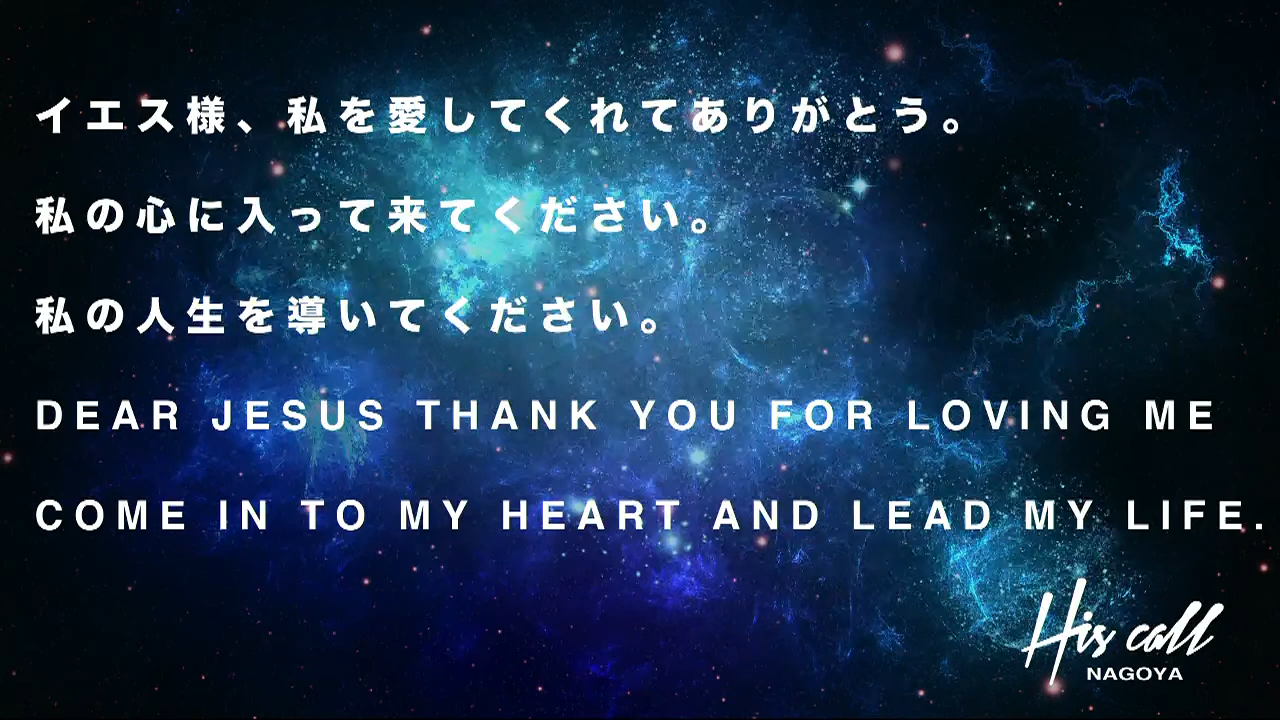 イエス様、私を愛してくれてありがとう。
私の心に入って来てください。
私の人生を導いてください。
DEAR JESUS THANK YOU FOR LOVING ME
COME IN TO MY HEART AND LEAD MY LIFE.
His call
NAGOYA